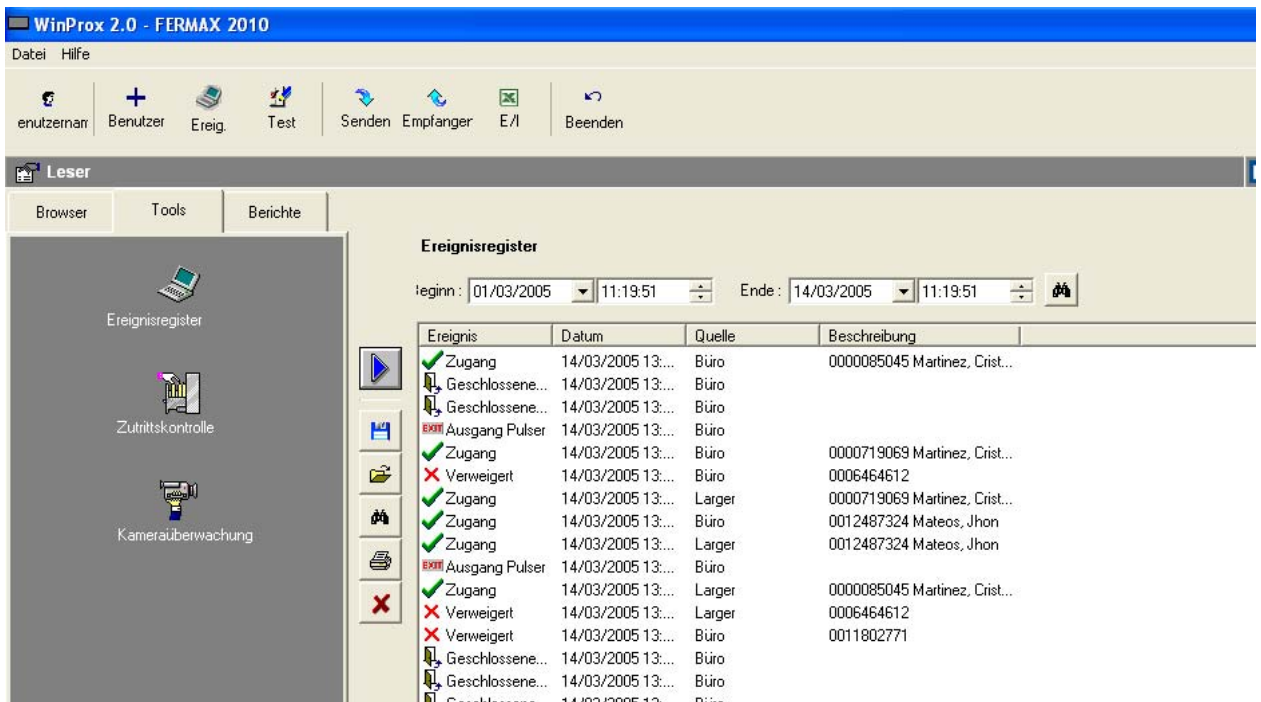 WinProx 2.0 - FERMAX 2010
Datei Hilfe
enutzernam Benutzer Ereig. Test Senden Empfanger E/I Beenden
Leser
Browser Tools Berichte
Ereignisregister
Zutrittskontrolle
Kameraüberwachung
Ereignisregister
eginn : 01/03/2005 11:19:51 Ende : 14/03/2005 11:19:51
Ereignis Datum Quelle Beschreibung
Zugang 14/03/2005 13:... Büro 0000085045 Martinez, Crist...
Geschlossene... 14/03/2005 13:... Büro
Geschlossene... 14/03/2005 13:... Büro
EXIT Ausgang Pulser 14/03/2005 13:... Büro
Zugang 14/03/2005 13:... Büro 0000719069 Martinez, Crist...
Verweigert 14/03/2005 13:... Büro 0006464612
Zugang 14/03/2005 13:... Larger 0000719069 Martinez, Crist...
Zugang 14/03/2005 13:... Büro 0012487324 Mateos, Jhon
Zugang 14/03/2005 13:... Larger 0012487324 Mateos, Jhon
EXIT Ausgang Pulser 14/03/2005 13:... Büro
Zugang 14/03/2005 13:... Larger 0000085045 Martinez, Crist...
Verweigert 14/03/2005 13:... Larger 0006464612
Verweigert 14/03/2005 13:... Büro 0011802771
Geschlossene... 14/03/2005 13:... Büro
Geschlossene... 14/03/2005 13:... Büro